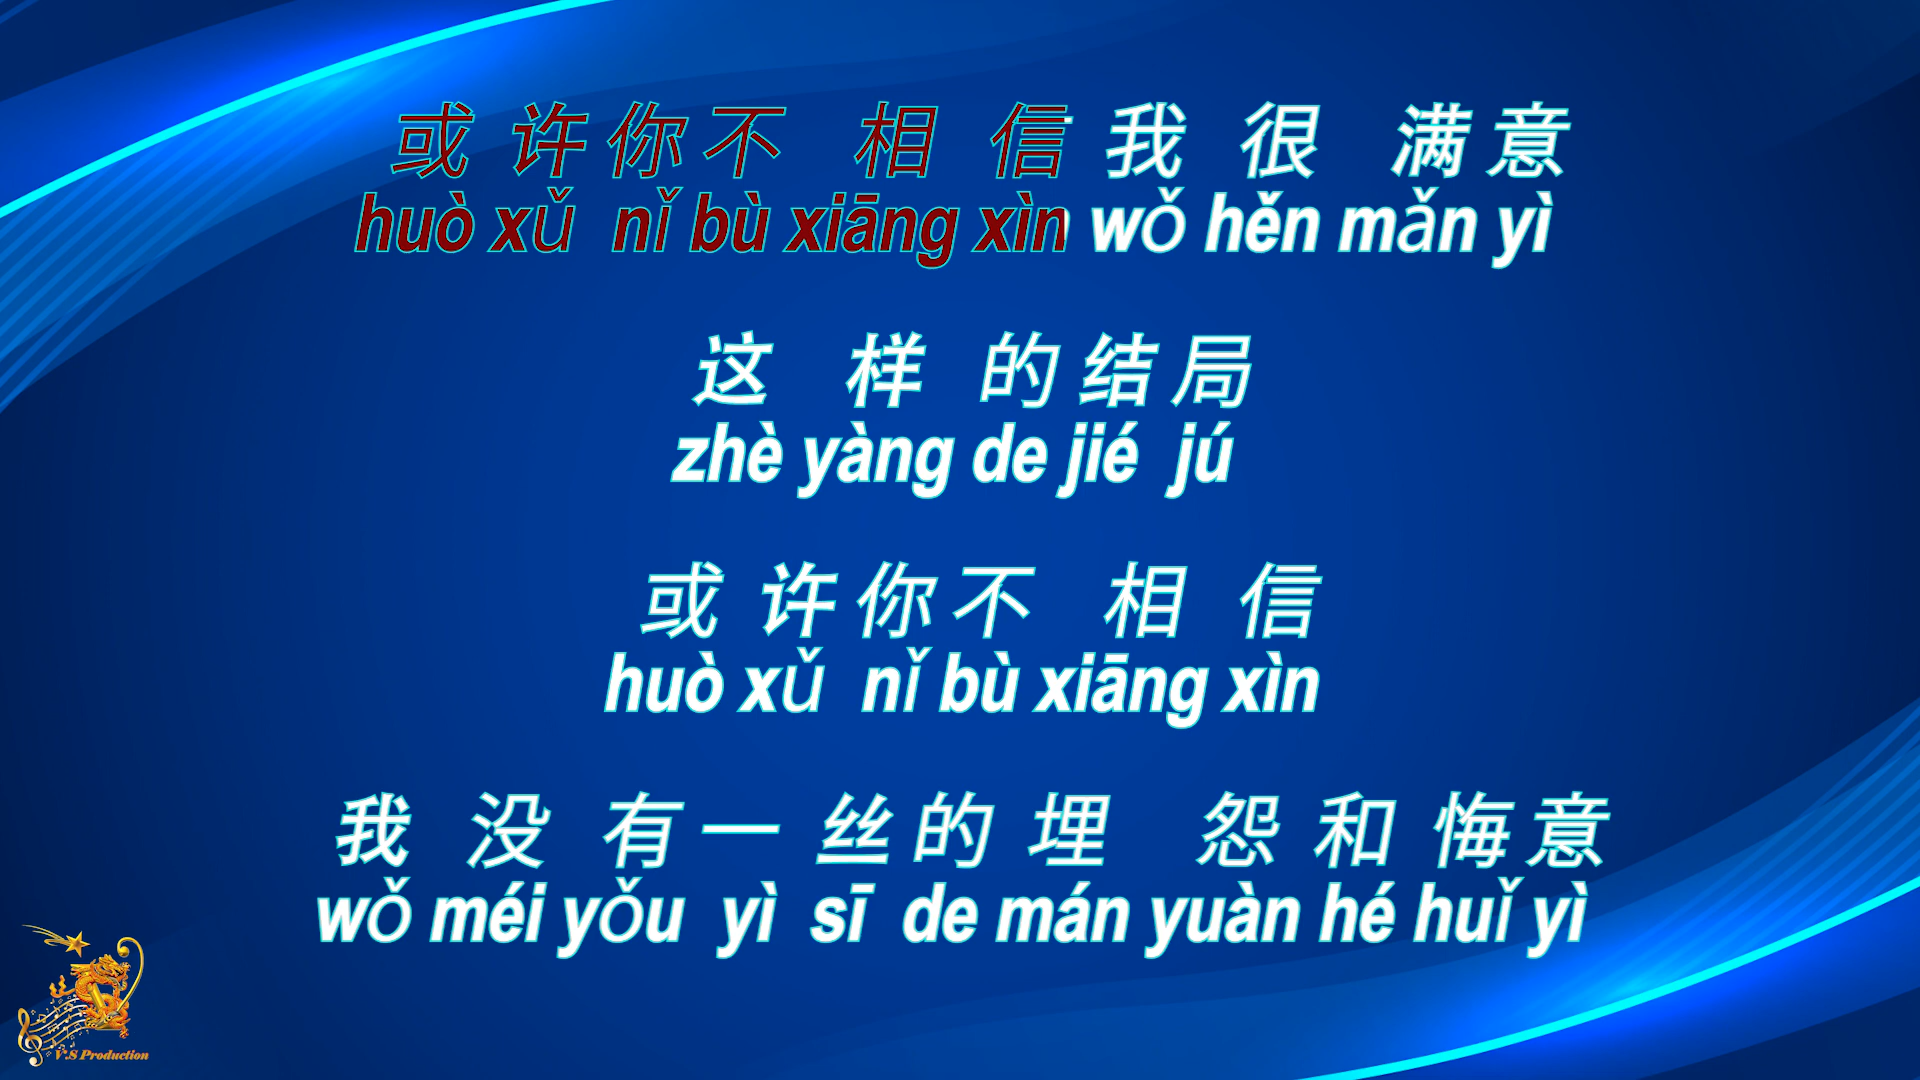 或许你不相信我很满意
huò xǔ nǐ bù xiāng xìn wǒ hěn mǎn yì
这样的结局
zhè yàng de jié jú
或许你不相信
huò xǔ nǐ bù xiāng xìn
我没有一丝的埋怨和悔意
wǒ méi yǒu yì sī de mán yuàn hé huǐ yì
V.S Production